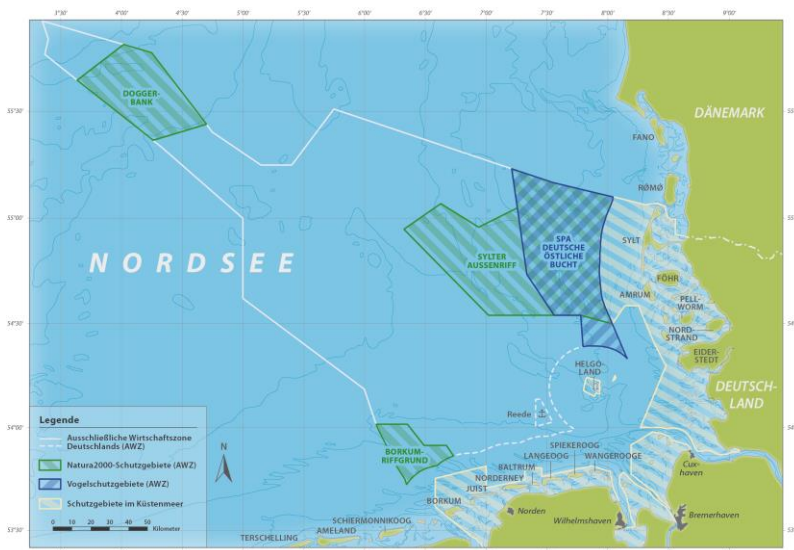 3°30'
4°00'
4°30'
5°00'
5°30'
6°00'
6°30'
7°00'
7°30'
8°00'
8°30'
9°00'
DOGGER-
BANK
55°30'
DÄNEMARK
FANO
RØMØ
55°00'
SPA
DEUTSCHE
ÖSTLICHE
BUCHT
SYLT
NORDSEE
SYLTER
AUSSENRIFF
FÖHR
AMRUM
PELL-
WORM
54°30'
NORD-
STRAND
EIDER-
STEDT
HELGO-
LAND
DEUTSCH-
LAND
Reede
Legende
Ausschließliche Wirtschaftszone
Deutschlands (AWZ)
Natura2000-Schutzgebiete (AWZ)
Vogelschutzgebiete (AWZ)
Schutzgebiete im Küstenmeer
0 10 20 30 40 50 Kilometer
N
54°00'
BORKUM-
RIFFGRUND
SPIEKEROOG
LANGEOOG
WANGEROOGE
BALTRUM
NORDERNEY
JUIST
BORKUM
Cux-
haven
SCHIERMONNIKOOG
AMELAND
TERSCHELLING
Norden
Wilhelmshaven
Bremerhaven
53°30'